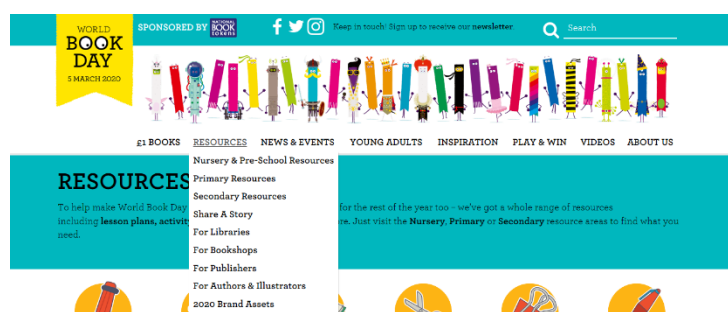 WORLD
BOOK
DAY
5 MARCH 2020
SPONSORED BY NATIONAL BOOK tokens
Keep in touch! Sign up to receive our newsletter
Search
£1 BOOKS RESOURCES NEWS & EVENTS YOUNG ADULTS INSPIRATION PLAY & WIN VIDEOS ABOUT US
Nursery & Pre-School Resources
Primary Resources
Secondary Resources
Share A Story
For Libraries
For Bookshops
For Publishers
For Authors & Illustrators
2020 Brand Assets
RESOURCES
To help make World Book Day for the rest of the year too – we've got a whole range of resources
including lesson plans, activit re. Just visit the Nursery, Primary or Secondary resource areas to find what you
need.